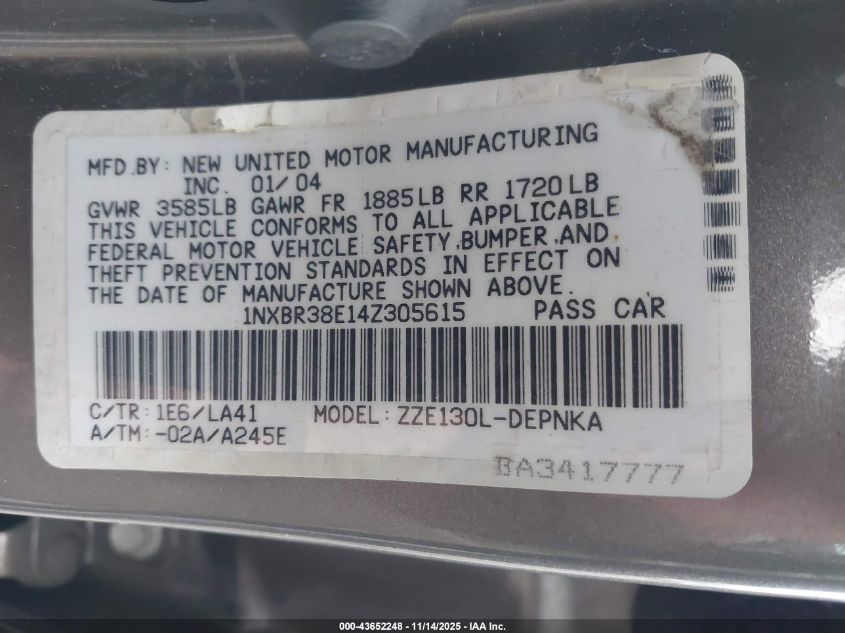 MFD.BY: NEW UNITED MOTOR MANUFACTURING
INC. 01/04
GVWR 3585LB GAWR FR 1885LB RR 1720LB
THIS VEHICLE CONFORMS TO ALL APPLICABLE
FEDERAL MOTOR VEHICLE SAFETY,BUMPER,AND
THEFT PREVENTION STANDARDS IN EFFECT ON
THE DATE OF MANUFACTURE SHOWN ABOVE.
1NXBR38E14Z305615 PASS CAR
C/TR: 1E6/LA41 MODEL: ZZE130L-DEPNKA
A/TM: -02A/A245E
BA3417777
000-43652248 - 11/14/2025 - IAA Inc.